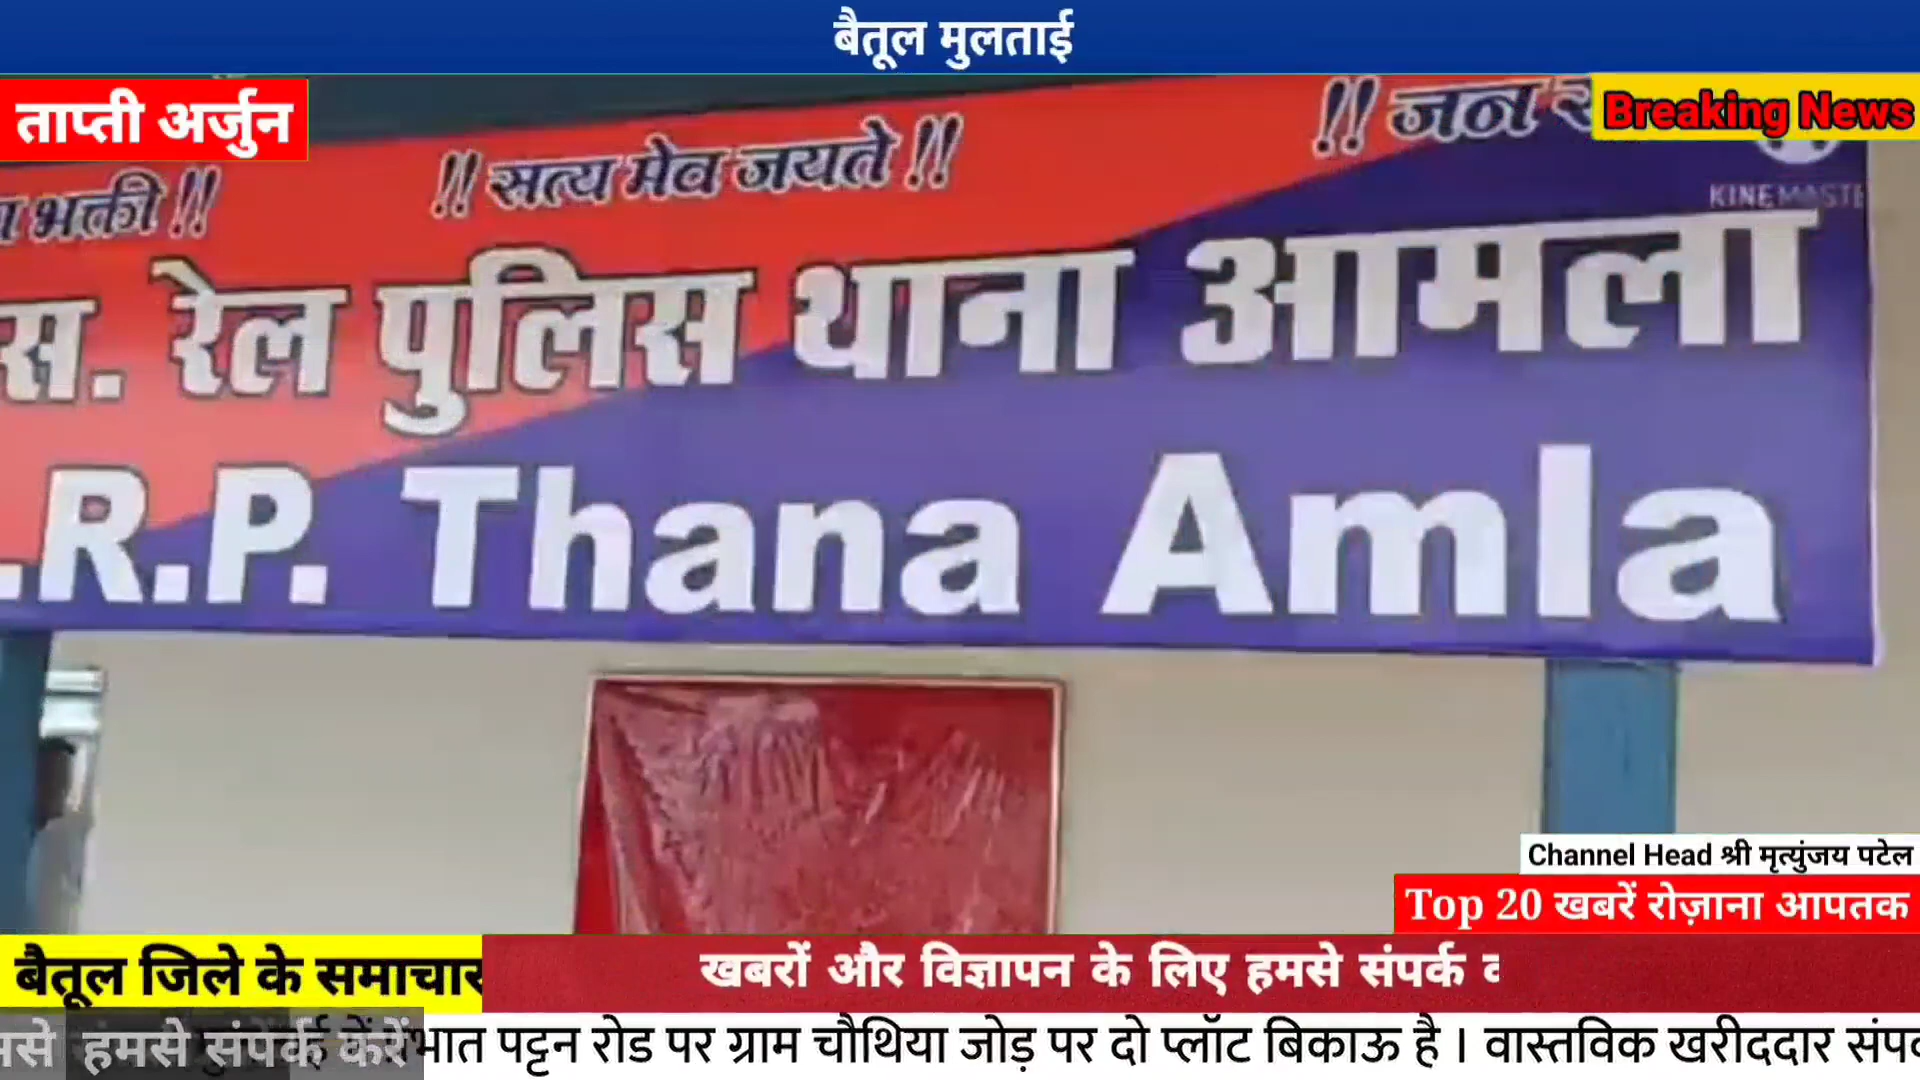 बैतूल मुलताई
ताप्ती अर्जुन
Breaking News
भक्ती !! !! सत्य मेव जयते !! !! जन
KINEMASTE
स. रेल पुलिस थाना आमला
.R.P. Thana Amla
Channel Head श्री मृत्युंजय पटेल
Top 20 खबरें रोज़ाना आपतक
बैतूल जिले के समाचार
खबरों और विज्ञापन के लिए हमसे संपर्क
हमसे संपर्क करें
पट्टन रोड पर ग्राम चौथिया जोड़ पर दो प्लॉट बिकाऊ है । वास्तविक खरीददार